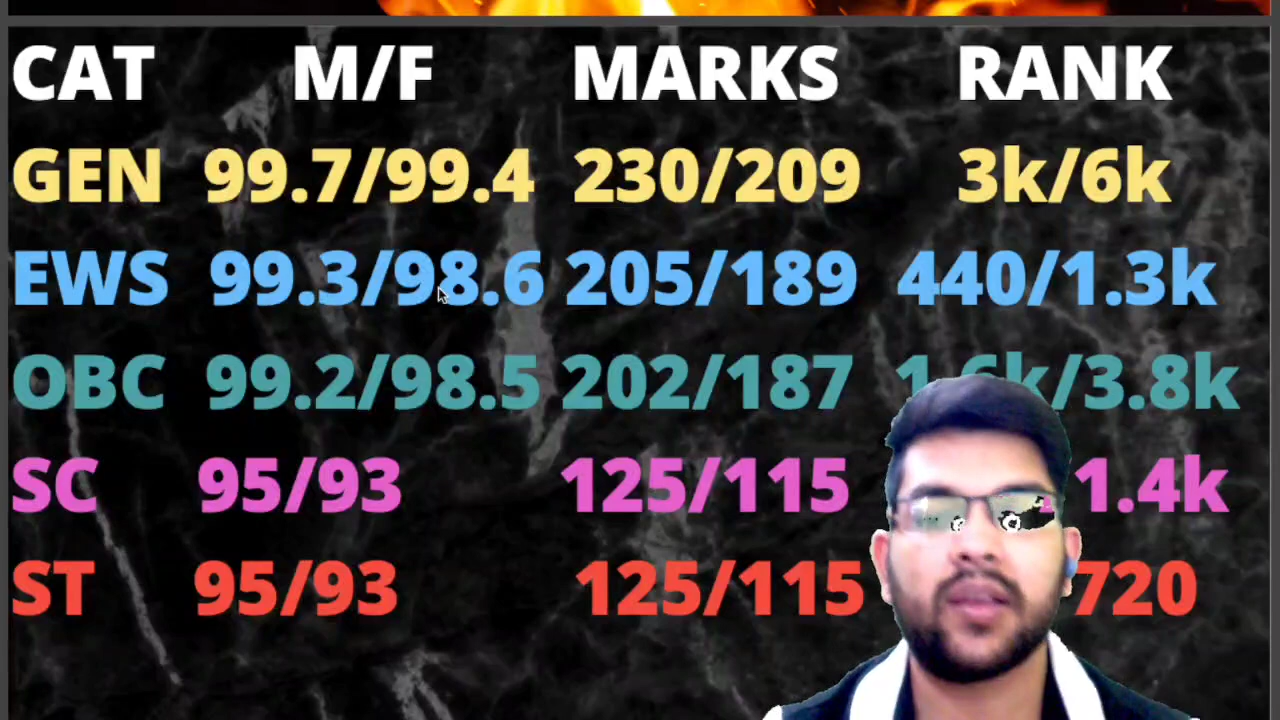 CAT M/F MARKS RANK
GEN 99.7/99.4 230/209 3k/6k
EWS 99.3/98.6 205/189 440/1.3k
OBC 99.2/98.5 202/187 1.6k/3.8k
SC 95/93 125/115 1.4k
ST 95/93 125/115 720